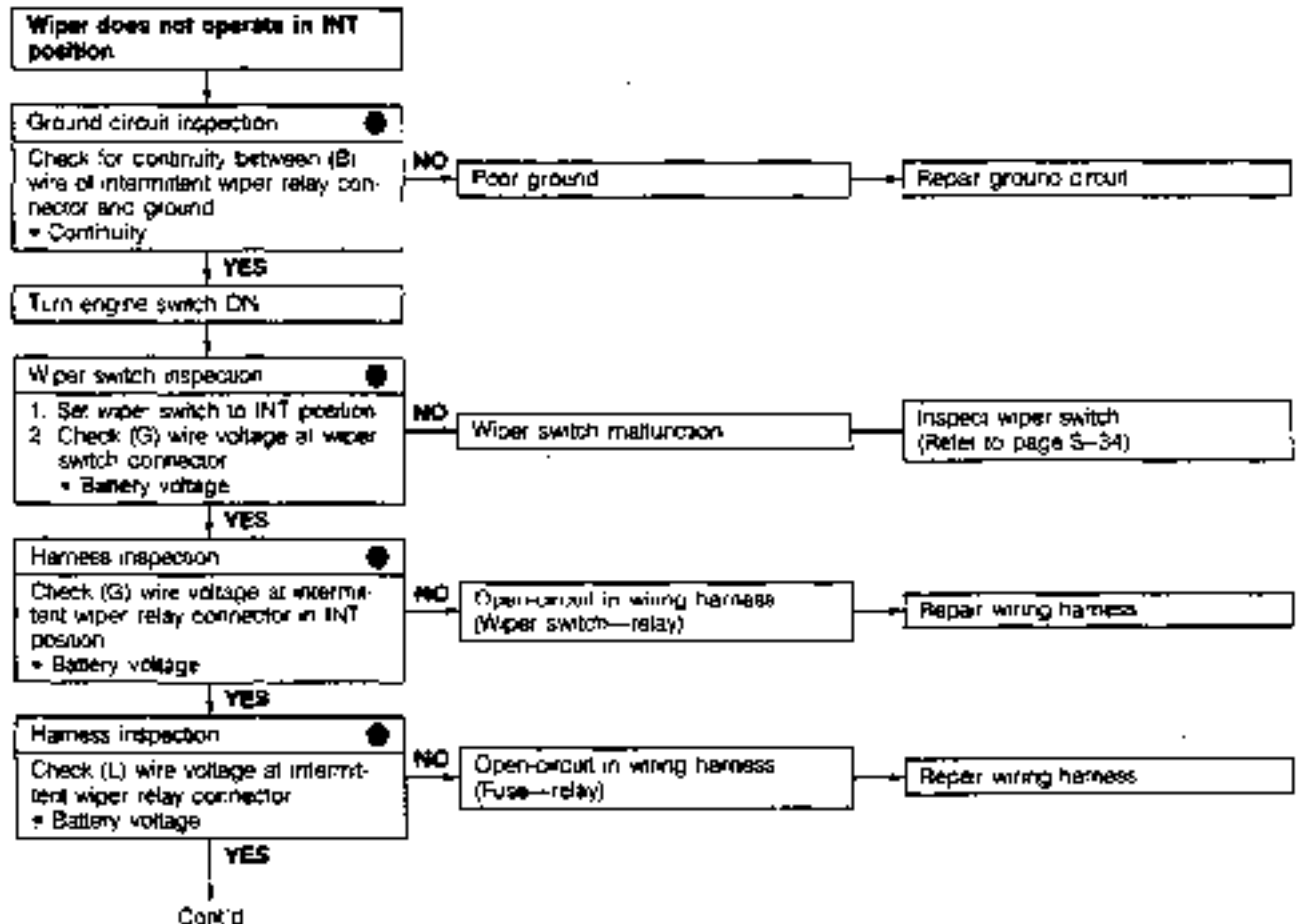 Wiper does not operate in INT
position
Ground circuit inspection
Check for continuity between (B)
wire of intermittent wiper relay con-
nector and ground
• Continuity
NO
Poor ground
Repair ground circuit
YES
Turn engine switch ON
Wiper switch inspection
1. Set wiper switch to INT position
2 Check (G) wire voltage at wiper
switch connector
• Battery voltage
NO
Wiper switch malfunction
Inspect wiper switch
(Refer to page S–34)
YES
Harness inspection
Check (G) wire voltage at intermit-
tent wiper relay connector in INT
position
• Battery voltage
NO
Open-circuit in wiring harness
(Wiper switch—relay)
Repair wiring harness
YES
Harness inspection
Check (L) wire voltage at intermit-
tent wiper relay connector
• Battery voltage
NO
Open-circuit in wiring harness
(Fuse—relay)
Repair wiring harness
YES
Cont'd